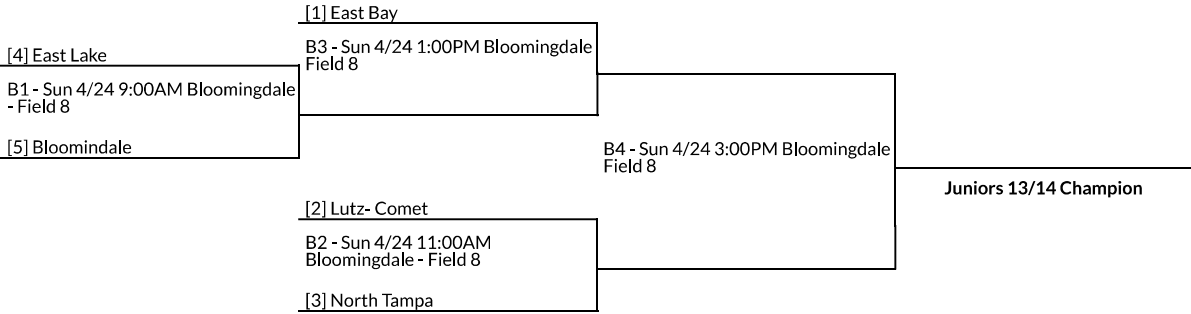 [1] East Bay
[4] East Lake
B3 - Sun 4/24 1:00PM Bloomingdale
Field 8
B1 - Sun 4/24 9:00AM Bloomingdale
- Field 8
[5] Bloomindale
B4 - Sun 4/24 3:00PM Bloomingdale
Field 8
Juniors 13/14 Champion
[2] Lutz- Comet
B2 - Sun 4/24 11:00AM
Bloomingdale - Field 8
[3] North Tampa